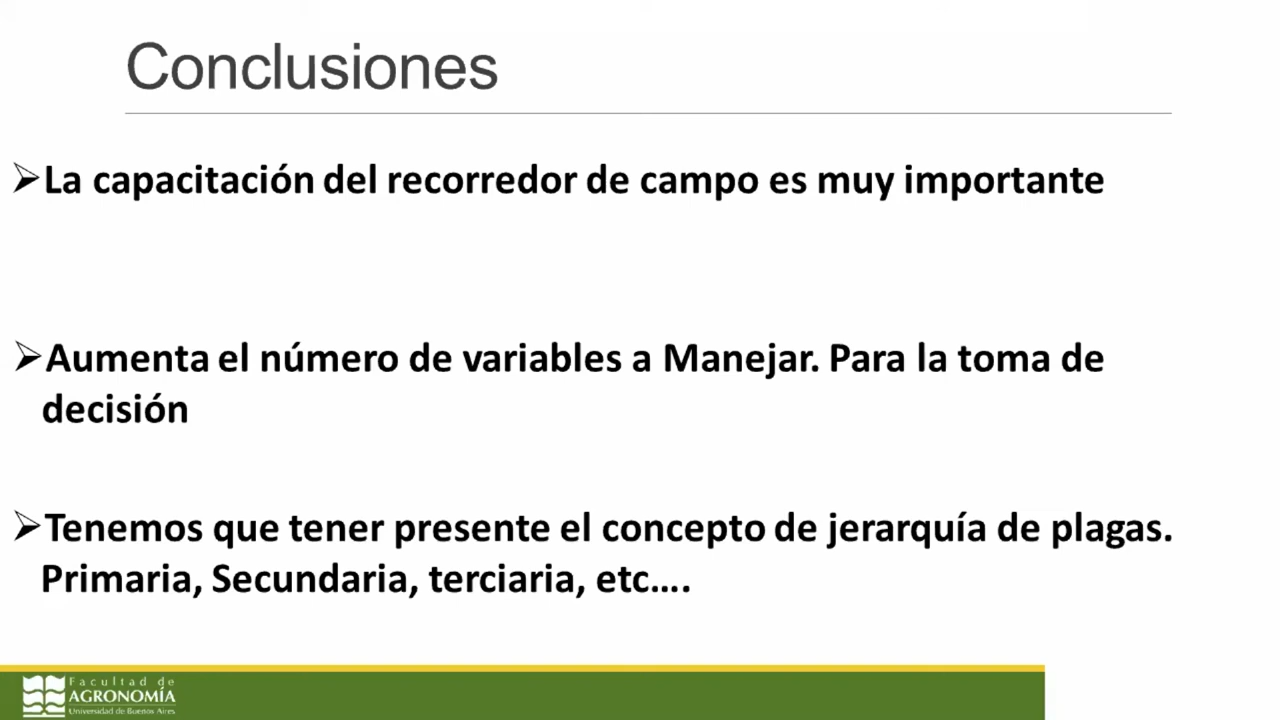 Conclusiones
➢La capacitación del recorredor de campo es muy importante
➢Aumenta el número de variables a Manejar. Para la toma de
decisión
➢Tenemos que tener presente el concepto de jerarquía de plagas.
Primaria, Secundaria, terciaria, etc….
Facultad de
AGRONOMÍA
Universidad de Buenos Aires